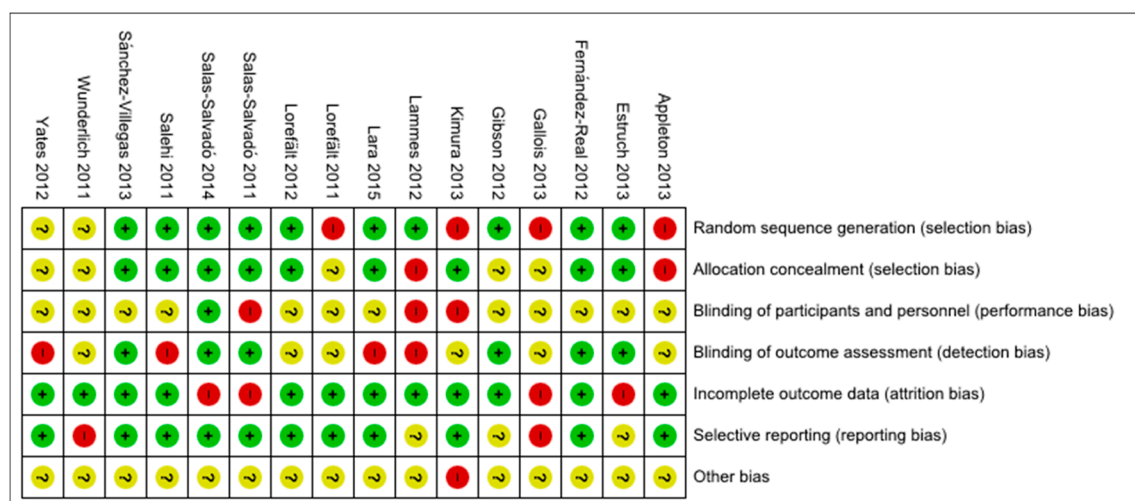 Yates 2012
Wunderlich 2011
Sánchez-Villegas 2013
Salehi 2011
Salas-Salvadó 2014
Salas-Salvadó 2011
Lorefält 2012
Lorefält 2011
Lara 2015
Lammes 2012
Kimura 2013
Gibson 2012
Gallois 2013
Fernández-Real 2012
Estruch 2013
Appleton 2013
? ? + + + + + – + + – + – + + – Random sequence generation (selection bias)
? ? + + + + + ? + – + ? ? + + – Allocation concealment (selection bias)
? ? ? ? + – ? ? ? – – ? ? ? ? ? Blinding of participants and personnel (performance bias)
– ? + – + + ? ? – – ? + ? + + ? Blinding of outcome assessment (detection bias)
+ + + + – – + + + + + + – + – + Incomplete outcome data (attrition bias)
+ – + + + + + + + ? + ? – + ? + Selective reporting (reporting bias)
? ? ? ? ? ? ? ? ? ? – ? ? ? ? ? Other bias